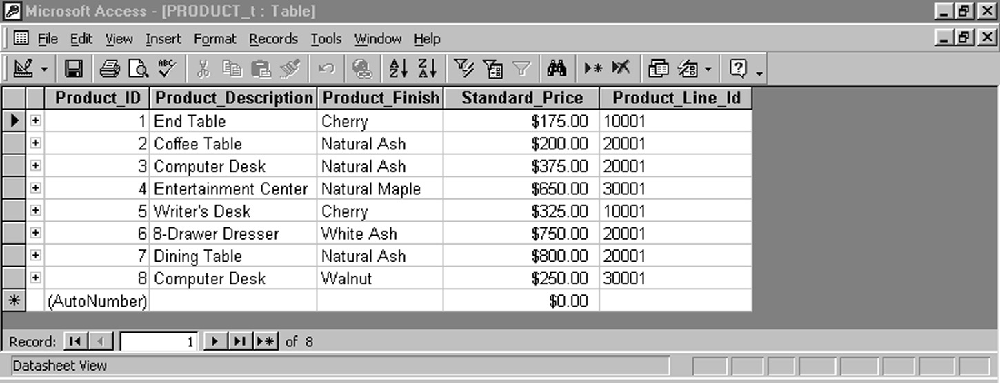 Microsoft Access - [PRODUCT_t : Table]
File Edit View Insert Format Records Tools Window Help
ABC A Z Z A
Product_ID Product_Description Product_Finish Standard_Price Product_Line_Id
1 End Table Cherry $175.00 10001
2 Coffee Table Natural Ash $200.00 20001
3 Computer Desk Natural Ash $375.00 20001
4 Entertainment Center Natural Maple $650.00 30001
5 Writer's Desk Cherry $325.00 10001
6 8-Drawer Dresser White Ash $750.00 20001
7 Dining Table Natural Ash $800.00 20001
8 Computer Desk Walnut $250.00 30001
(AutoNumber) $0.00
Record: 1 of 8
Datasheet View